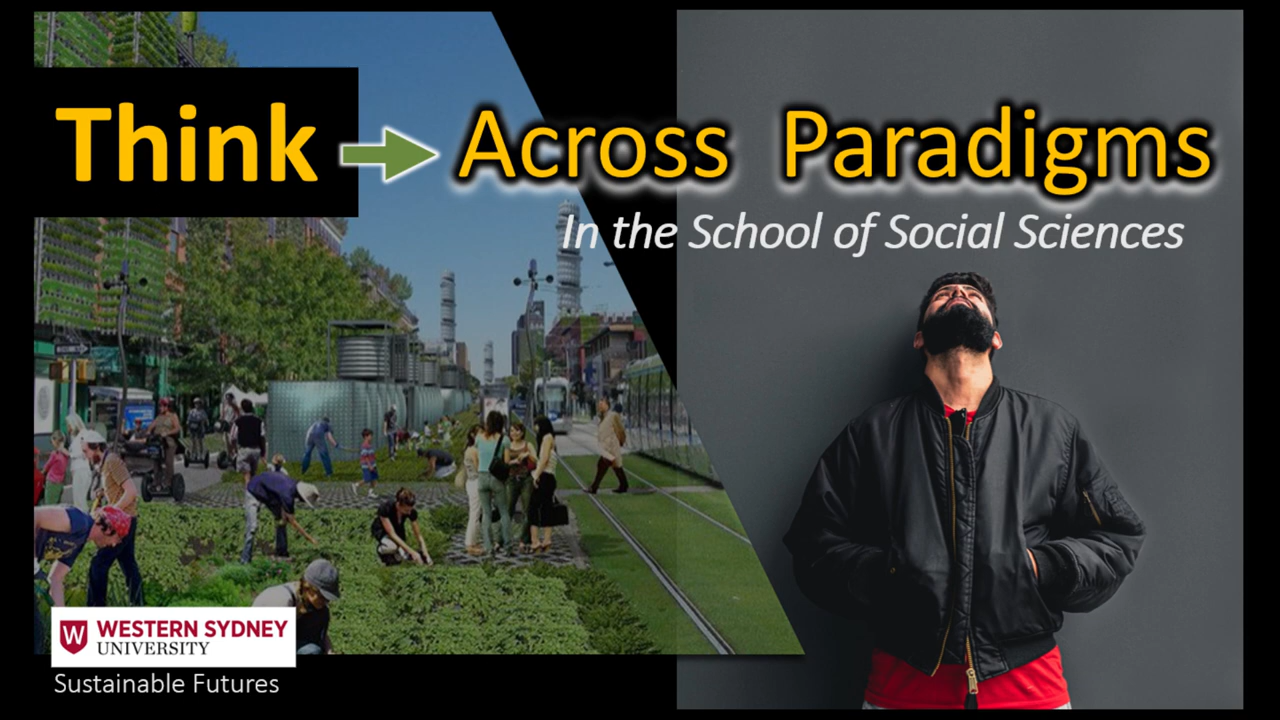 Think Across Paradigms
In the School of Social Sciences
W WESTERN SYDNEY
UNIVERSITY
Sustainable Futures